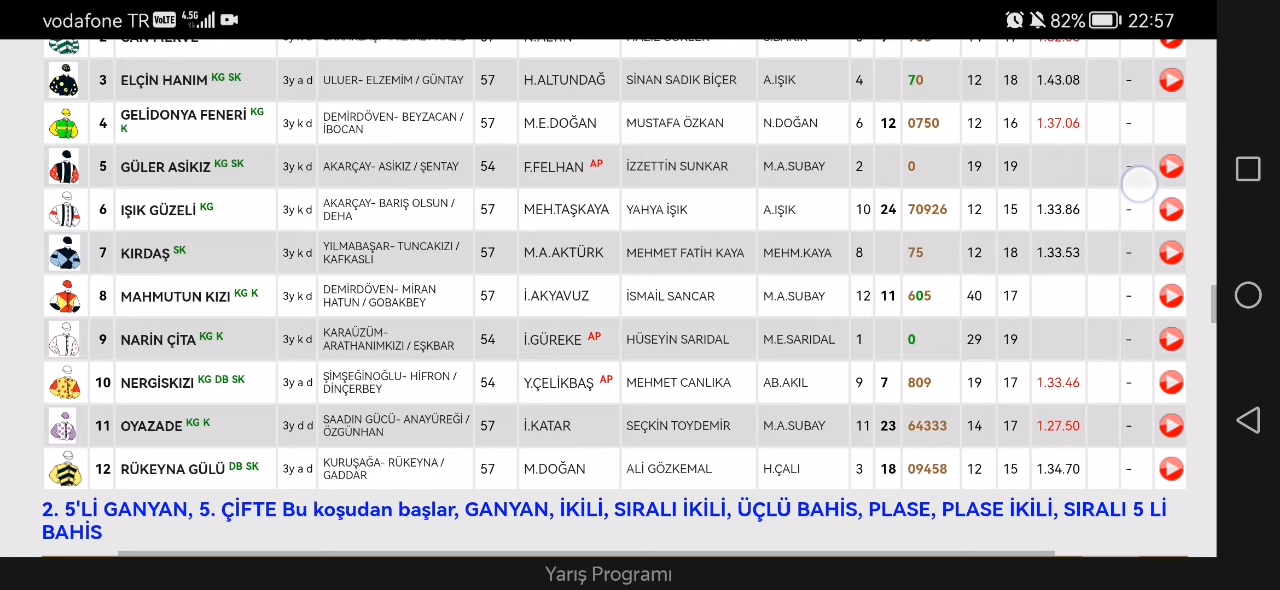 vodafone TR VoLTE 4.5G 82% 22:57
3 ELÇİN HANIM KG SK 3y a d ULUER- ELZEMİM / GÜNTAY 57 H.ALTUNDAĞ SİNAN SADIK BİÇER A.IŞIK 4 70 12 18 1.43.08 -
4 GELİDONYA FENERİ KG K 3y k d DEMİRDÖVEN- BEYZACAN / İBOCAN 57 M.E.DOĞAN MUSTAFA ÖZKAN N.DOĞAN 6 12 0750 12 16 1.37.06 -
5 GÜLER ASİKIZ KG SK 3y k d AKARÇAY- ASİKIZ / ŞENTAY 54 F.FELHAN AP İZZETTİN SUNKAR M.A.SUBAY 2 0 19 19 -
6 IŞIK GÜZELİ KG 3y k d AKARÇAY- BARIŞ OLSUN / DEHA 57 MEH.TAŞKAYA YAHYA IŞIK A.IŞIK 10 24 70926 12 15 1.33.86 -
7 KIRDAŞ SK 3y k d YILMABAŞAR- TUNCAKIZI / KAFKASLI 57 M.A.AKTÜRK MEHMET FATİH KAYA MEHM.KAYA 8 75 12 18 1.33.53 -
8 MAHMUTUN KIZI KG K 3y k d DEMİRDÖVEN- MİRAN HATUN / GOBAKBEY 57 İ.AKYAVUZ İSMAİL SANCAR M.A.SUBAY 12 11 605 40 17 -
9 NARİN ÇİTA KG K 3y k d KARAÜZÜM- ARATHANIMKIZI / EŞKBAR 54 İ.GÜREKE AP HÜSEYİN SARIDAL M.E.SARIDAL 1 0 29 19 -
10 NERGİSKIZI KG DB SK 3y a d ŞİMŞEĞİNOĞLU- HİFRON / DİNÇERBEY 54 Y.ÇELİKBAŞ AP MEHMET CANLIKA AB.AKIL 9 7 809 19 17 1.33.46 -
11 OYAZADE KG K 3y d d SAADIN GÜCÜ- ANAYÜREĞİ / ÖZGÜNHAN 57 İ.KATAR SEÇKİN TOYDEMİR M.A.SUBAY 11 23 64333 14 17 1.27.50 -
12 RÜKEYNA GÜLÜ DB SK 3y a d KURUŞAĞA- RÜKEYNA / GADDAR 57 M.DOĞAN ALİ GÖZKEMAL H.ÇALI 3 18 09458 12 15 1.34.70 -
2. 5'Lİ GANYAN, 5. ÇİFTE Bu koşudan başlar, GANYAN, İKİLİ, SIRALI İKİLİ, ÜÇLÜ BAHİS, PLASE, PLASE İKİLİ, SIRALI 5 Lİ
BAHİS
Yarış Programı